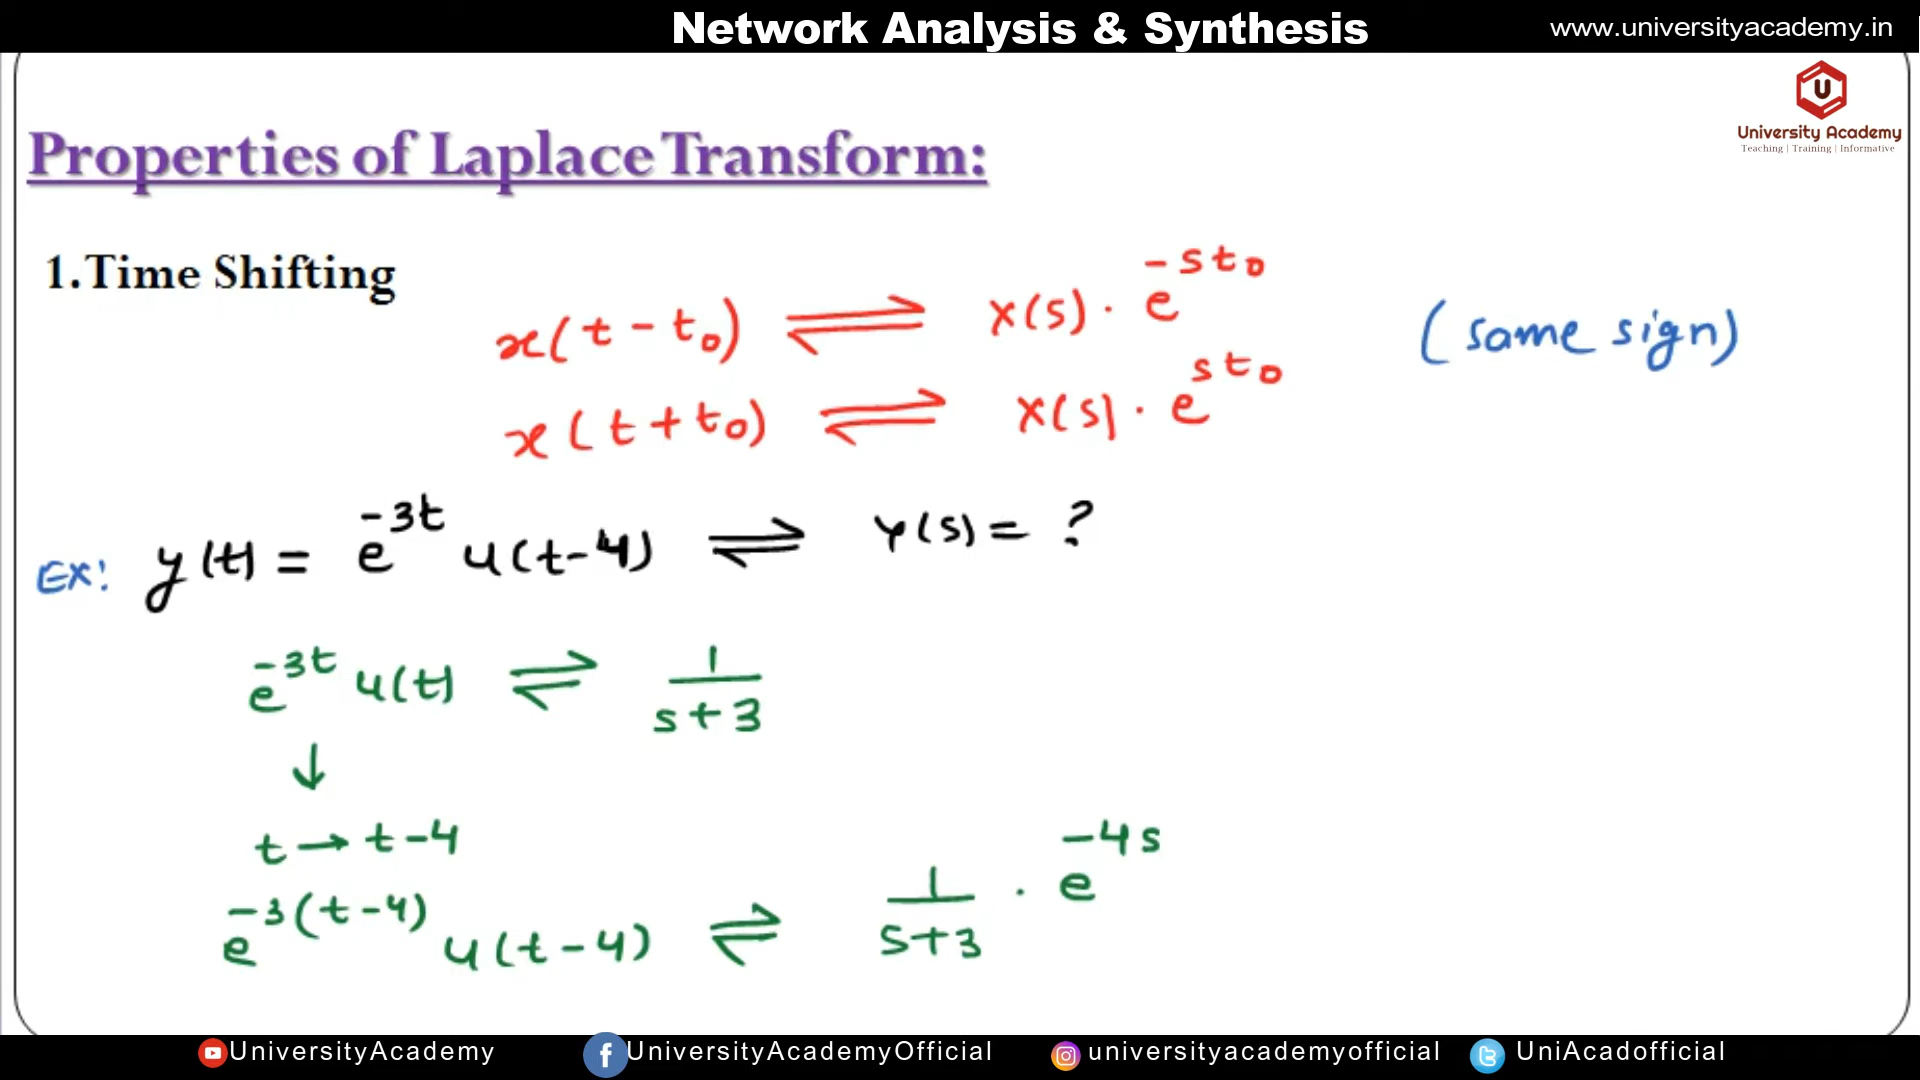 Network Analysis & Synthesis
www.universityacademy.in
U
University Academy
Teaching | Training | Informative
Properties of Laplace Transform:
1.Time Shifting
x(t - t₀) ⇌ X(s) · e^(-st₀) (same sign)
x(t + t₀) ⇌ X(s) · e^(st₀)
EX: y(t) = e^(-3t) u(t-4) ⇌ Y(s) = ?
e^(-3t) u(t) ⇌ 1/(s+3)
↓
t → t-4
e^(-3(t-4)) u(t-4) ⇌ 1/(s+3) · e^(-4s)
UniversityAcademy UniversityAcademyOfficial universityacademyofficial UniAcadofficial